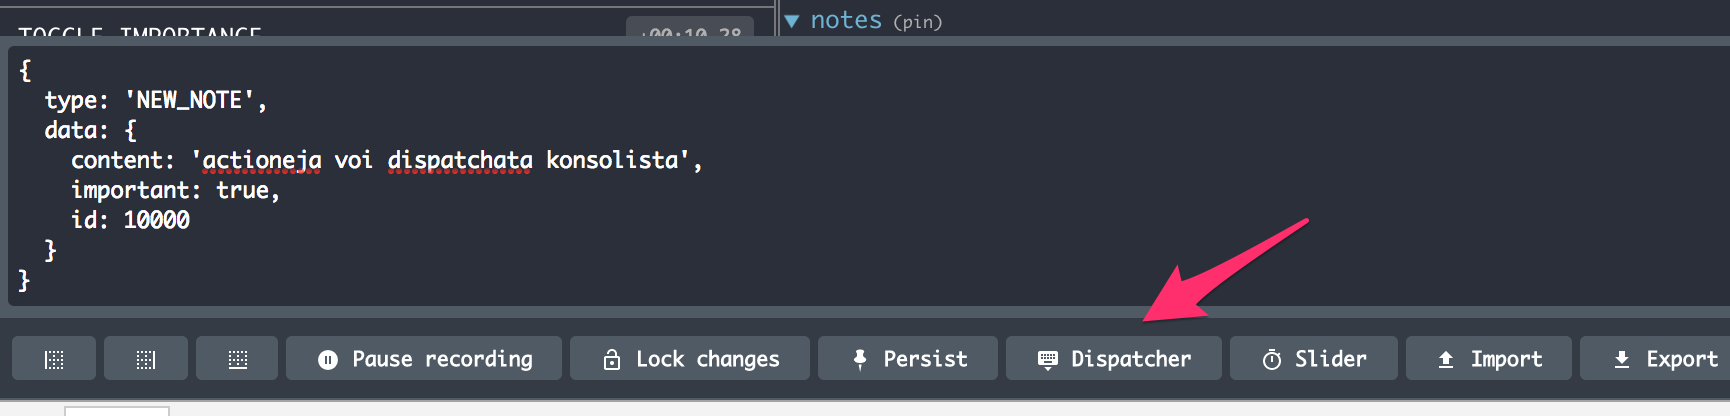 TOGGLE_IMPORTANCE
+00:10.28
notes (pin)
{
type: 'NEW_NOTE',
data: {
content: 'actioneja voi dispatchata konsolista',
important: true,
id: 10000
}
}
Pause recording
Lock changes
Persist
Dispatcher
Slider
Import
Export